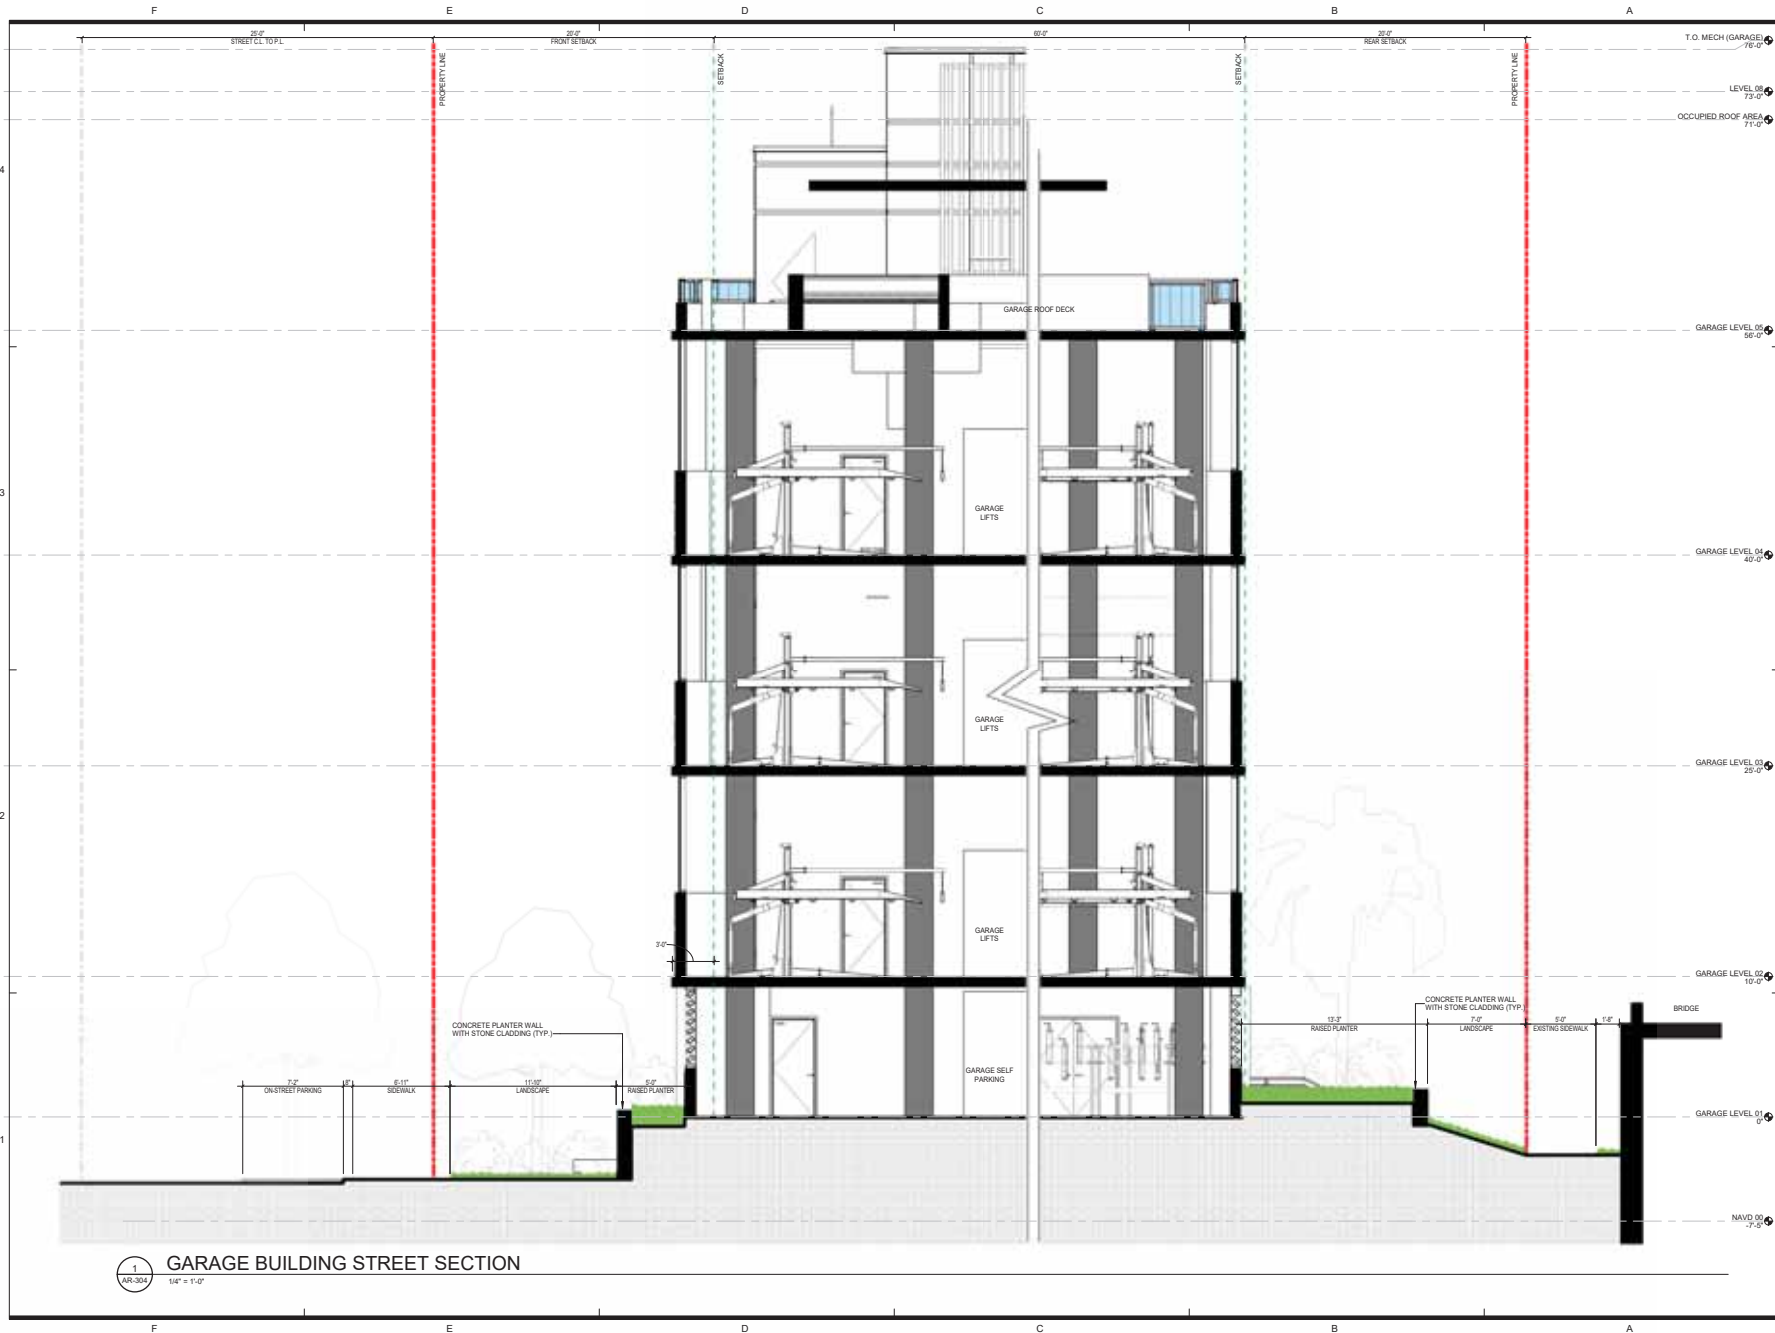 F E D C B A
25'-0" 20'-0" 60'-0" 20'-0"
STREET C.L. TO P.L. FRONT SETBACK REAR SETBACK
T.O. MECH (GARAGE)
76'-0"
PROPERTY LINE
SETBACK
SETBACK
PROPERTY LINE
LEVEL 08
73'-0"
OCCUPIED ROOF AREA
71'-0"
4
GARAGE ROOF DECK
GARAGE LEVEL 05
56'-0"
3
GARAGE
LIFTS
GARAGE LEVEL 04
40'-0"
GARAGE
LIFTS
GARAGE LEVEL 03
25'-0"
2
GARAGE
LIFTS
3'-0"
GARAGE LEVEL 02
10'-0"
CONCRETE PLANTER WALL
WITH STONE CLADDING (TYP.)
CONCRETE PLANTER WALL
WITH STONE CLADDING (TYP.)
BRIDGE
13'-3" 7'-0" 5'-0" 1'-8"
RAISED PLANTER LANDSCAPE EXISTING SIDEWALK
GARAGE SELF
PARKING
7'-2" 8" 6'-11" 11'-10" 5'-0"
ON-STREET PARKING SIDEWALK LANDSCAPE RAISED PLANTER
GARAGE LEVEL 01
0"
1
NAVD 00
-7'-5"
1
AR-304
GARAGE BUILDING STREET SECTION
1/4" = 1'-0"
F E D C B A